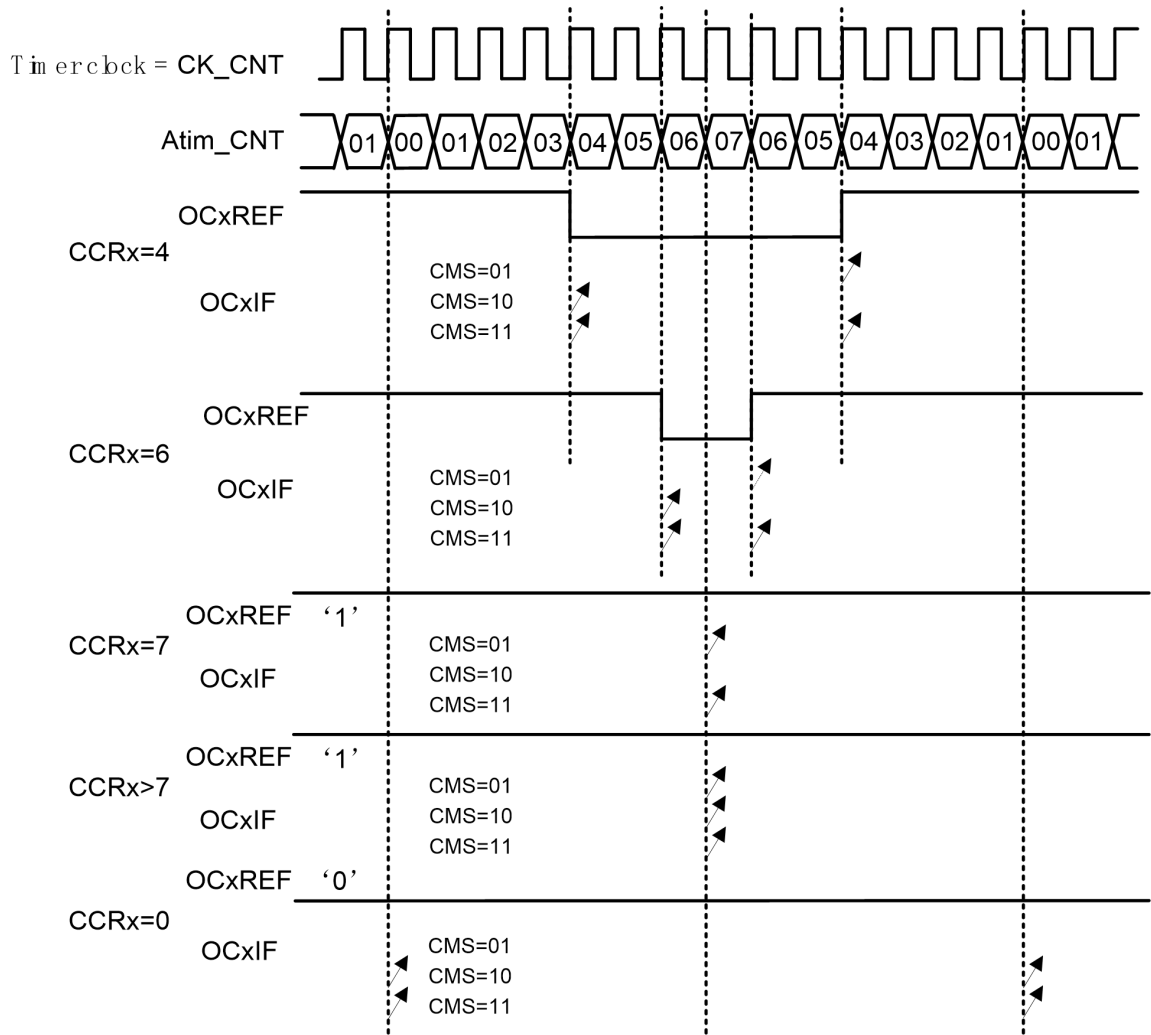 Timerclock = CK_CNT
Atim_CNT 01 00 01 02 03 04 05 06 07 06 05 04 03 02 01 00 01
OCxREF
CCRx=4
CMS=01
OCxIF CMS=10
CMS=11
OCxREF
CCRx=6
CMS=01
OCxIF
CMS=10
CMS=11
OCxREF ‘1’
CCRx=7 CMS=01
OCxIF CMS=10
CMS=11
OCxREF ‘1’
CCRx>7 CMS=01
OCxIF CMS=10
CMS=11
OCxREF ‘0’
CCRx=0
OCxIF CMS=01
CMS=10
CMS=11